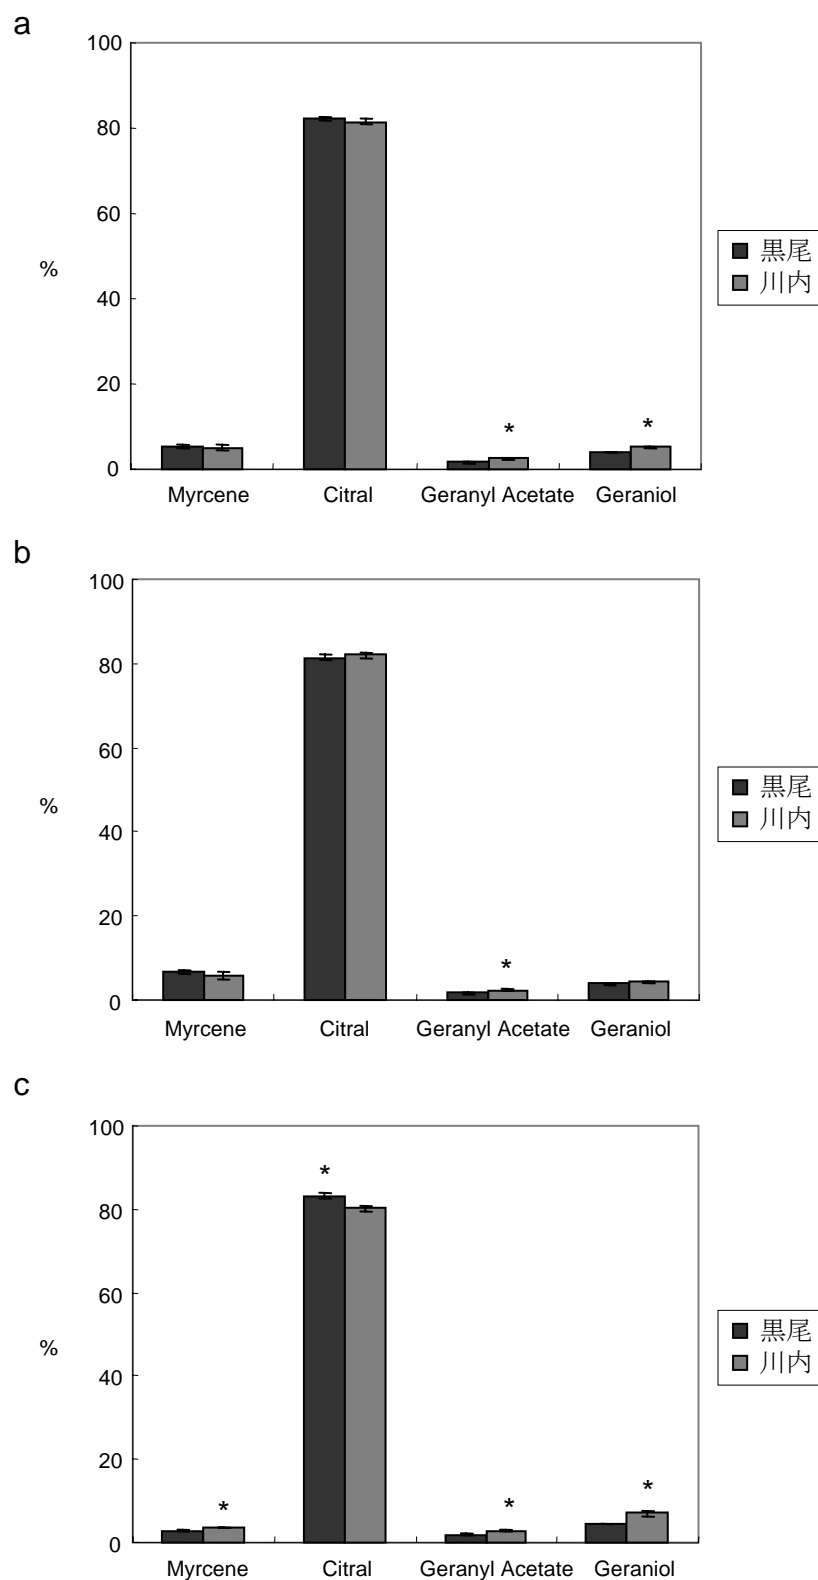 a
100
80
60
%
40
20
0
* *
Myrcene Citral Geranyl Acetate Geraniol
黒尾
川内
b
100
80
60
%
40
20
0
*
Myrcene Citral Geranyl Acetate Geraniol
黒尾
川内
c
100
*
80
60
%
40
20
* * *
0
Myrcene Citral Geranyl Acetate Geraniol
黒尾
川内